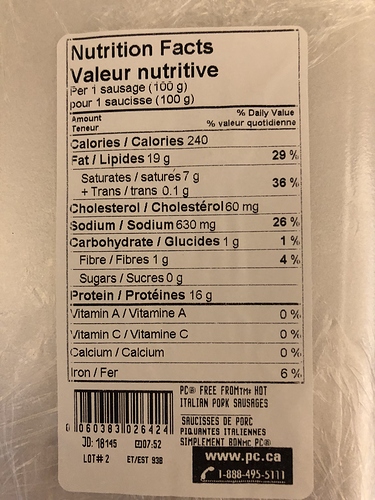 Nutrition Facts
Valeur nutritive
Per 1 sausage (100 g)
pour 1 saucisse (100 g)
Amount % Daily Value
Teneur % valeur quotidienne
Calories / Calories 240
Fat / Lipides 19 g 29 %
Saturates / saturés 7 g
+ Trans / trans 0.1 g 36 %
Cholesterol / Cholestérol 60 mg
Sodium / Sodium 630 mg 26 %
Carbohydrate / Glucides 1 g 1 %
Fibre / Fibres 1 g 4 %
Sugars / Sucres 0 g
Protein / Protéines 16 g
Vitamin A / Vitamine A 0 %
Vitamin C / Vitamine C 0 %
Calcium / Calcium 0 %
Iron / Fer 6 %
PC® FREE FROMTM® HOT
ITALIAN PORK SAUSAGES
SAUCISSES DE PORC
PIQUANTES ITALIENNES
SIMPLEMENT BONMC PC®
0 060383 026424
JD: 18145 07:52
LOT# 2 ET/EST 938
www.pc.ca
1-888-495-5111